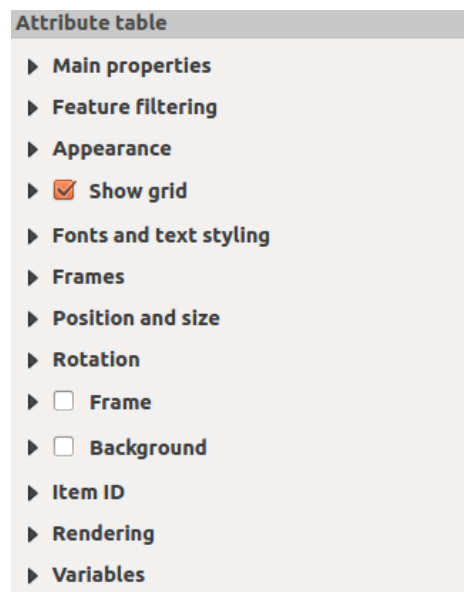 Attribute table
Main properties
Feature filtering
Appearance
Show grid
Fonts and text styling
Frames
Position and size
Rotation
Frame
Background
Item ID
Rendering
Variables